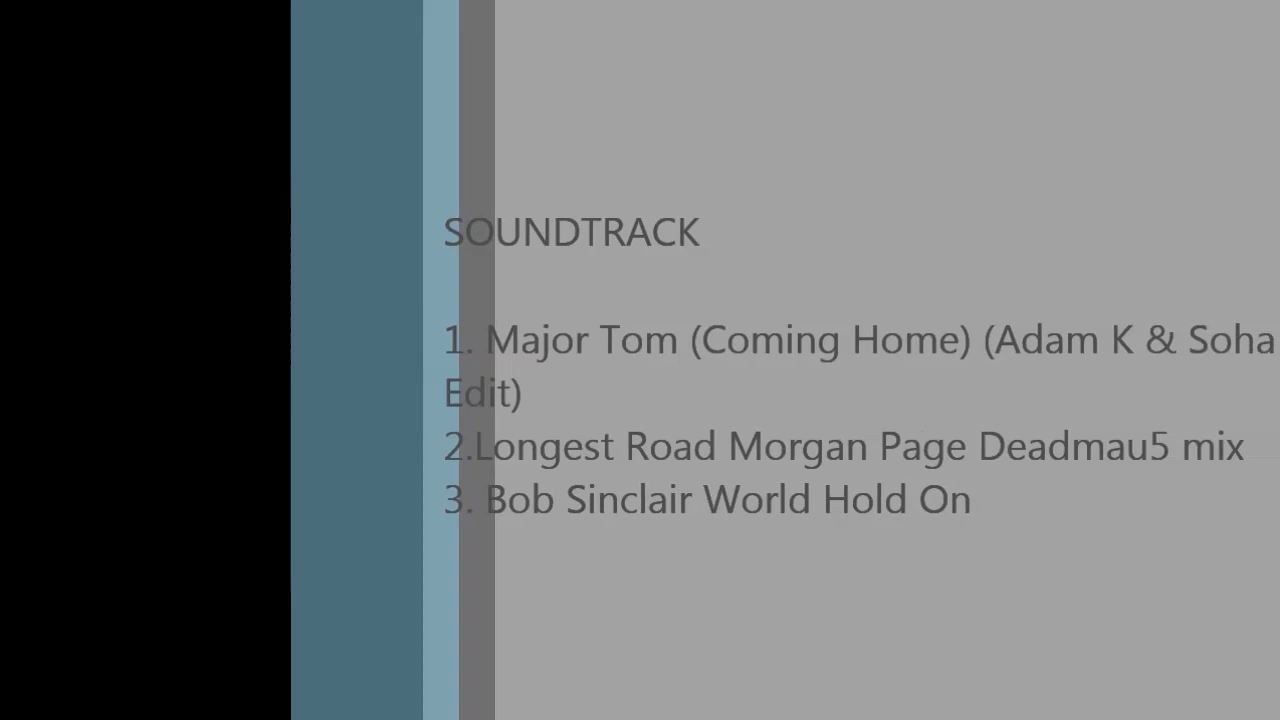 SOUNDTRACK
1. Major Tom (Coming Home) (Adam K & Soha
Edit)
2.Longest Road Morgan Page Deadmau5 mix
3. Bob Sinclair World Hold On